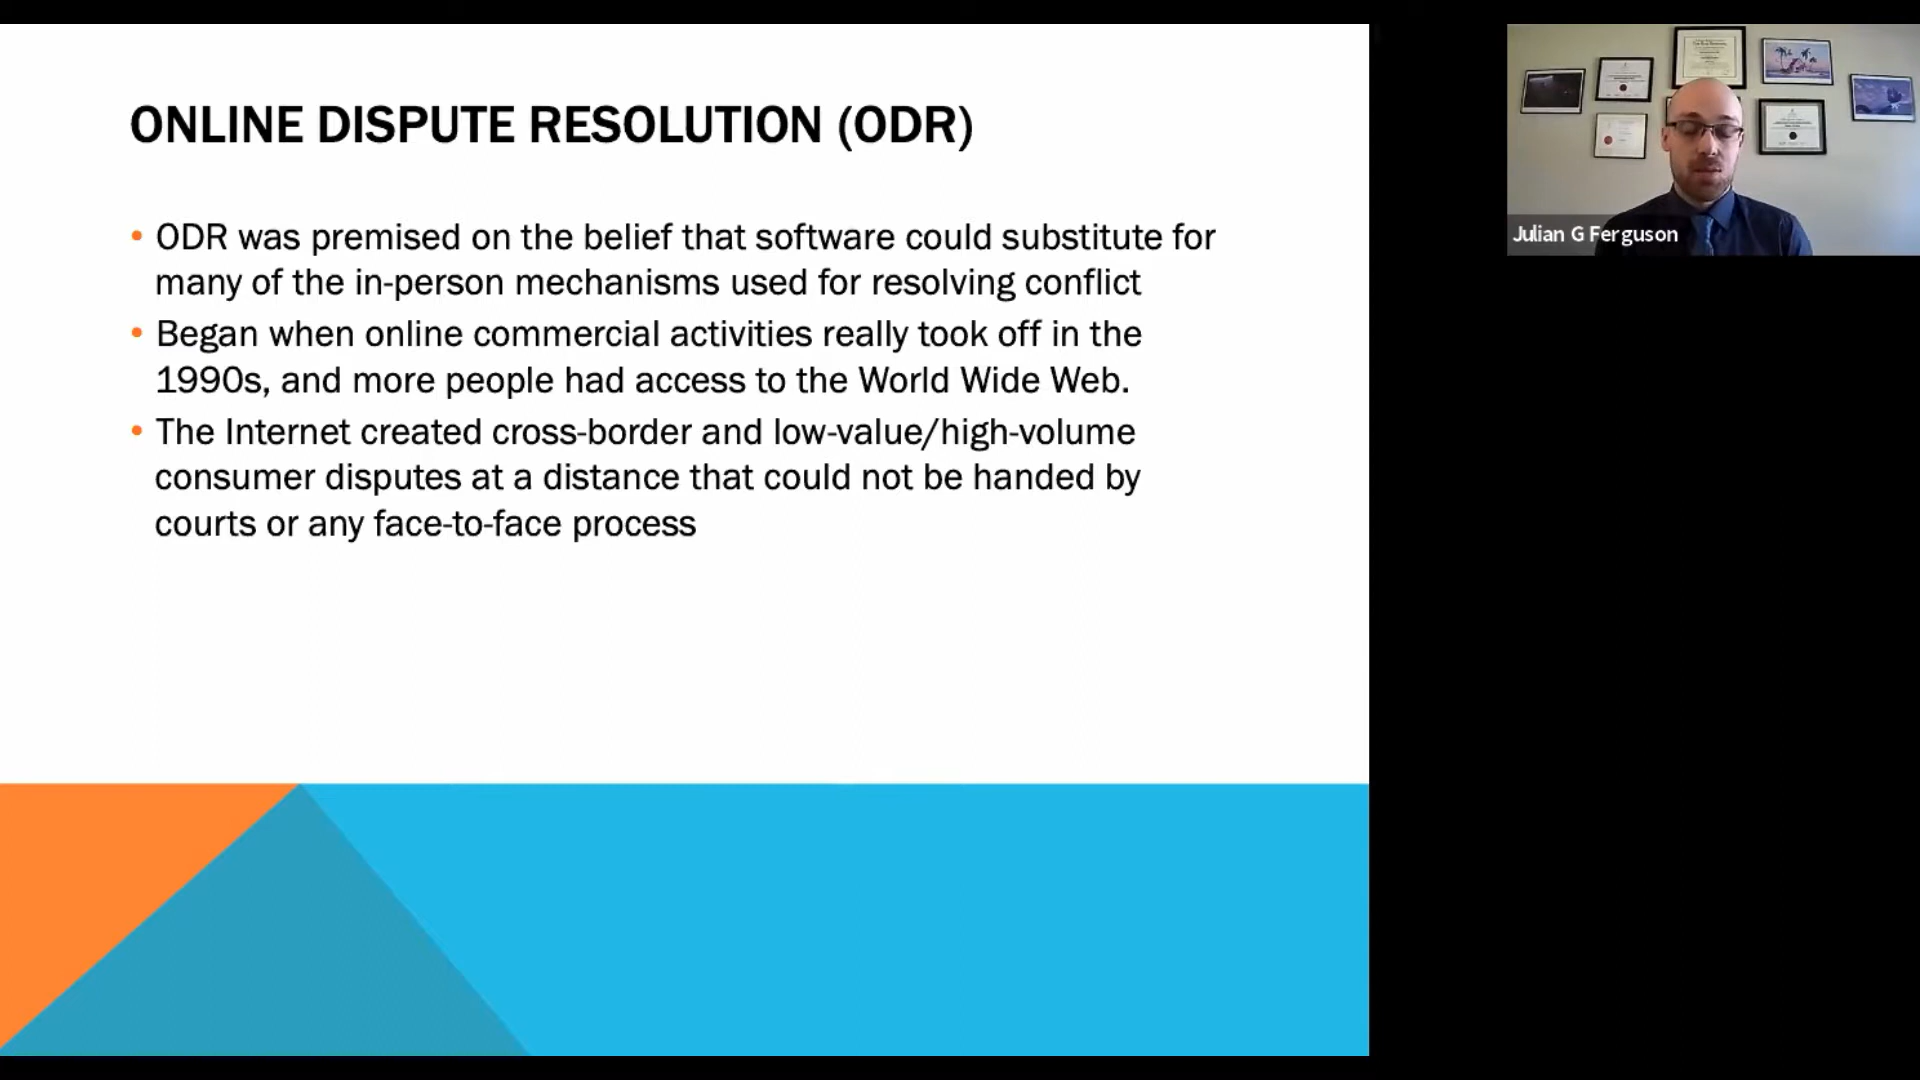 ONLINE DISPUTE RESOLUTION (ODR)
• ODR was premised on the belief that software could substitute for
many of the in-person mechanisms used for resolving conflict
• Began when online commercial activities really took off in the
1990s, and more people had access to the World Wide Web.
• The Internet created cross-border and low-value/high-volume
consumer disputes at a distance that could not be handed by
courts or any face-to-face process
Julian G Ferguson